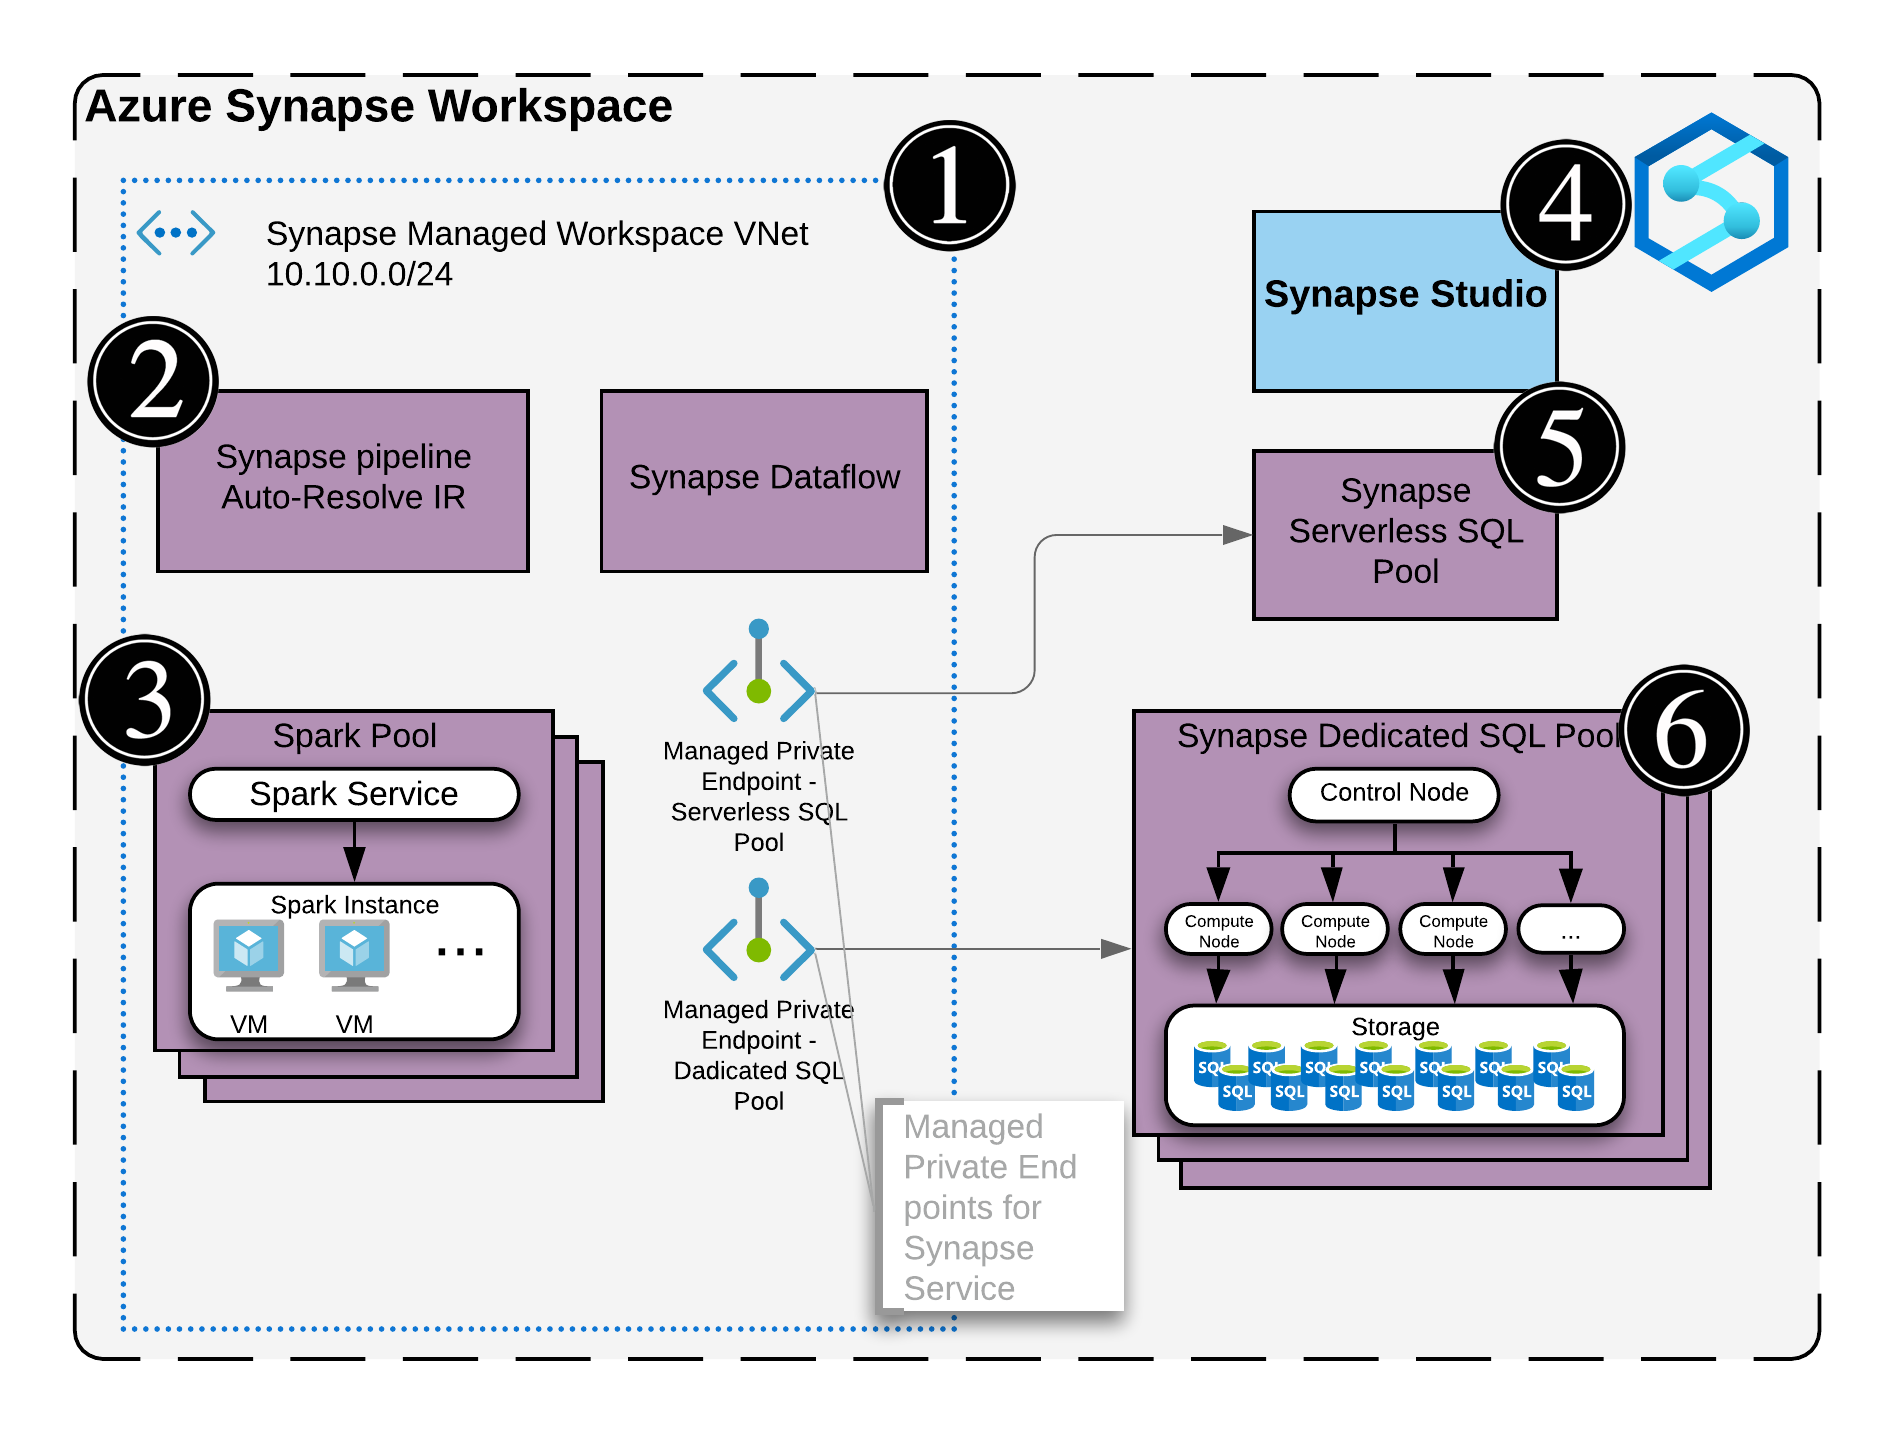 Azure Synapse Workspace
1
Synapse Managed Workspace VNet
10.10.0.0/24
4
Synapse Studio
2
Synapse pipeline
Auto-Resolve IR
Synapse Dataflow
5
Synapse
Serverless SQL
Pool
3
Spark Pool
Spark Service
Spark Instance
...
VM
VM
Managed Private
Endpoint -
Serverless SQL
Pool
Managed Private
Endpoint -
Dadicated SQL
Pool
6
Synapse Dedicated SQL Pool
Control Node
Compute
Node
Compute
Node
Compute
Node
...
Storage
SQL SQL SQL SQL SQL SQL SQL
SQL SQL SQL SQL SQL SQL SQL
Managed
Private End
points for
Synapse
Service